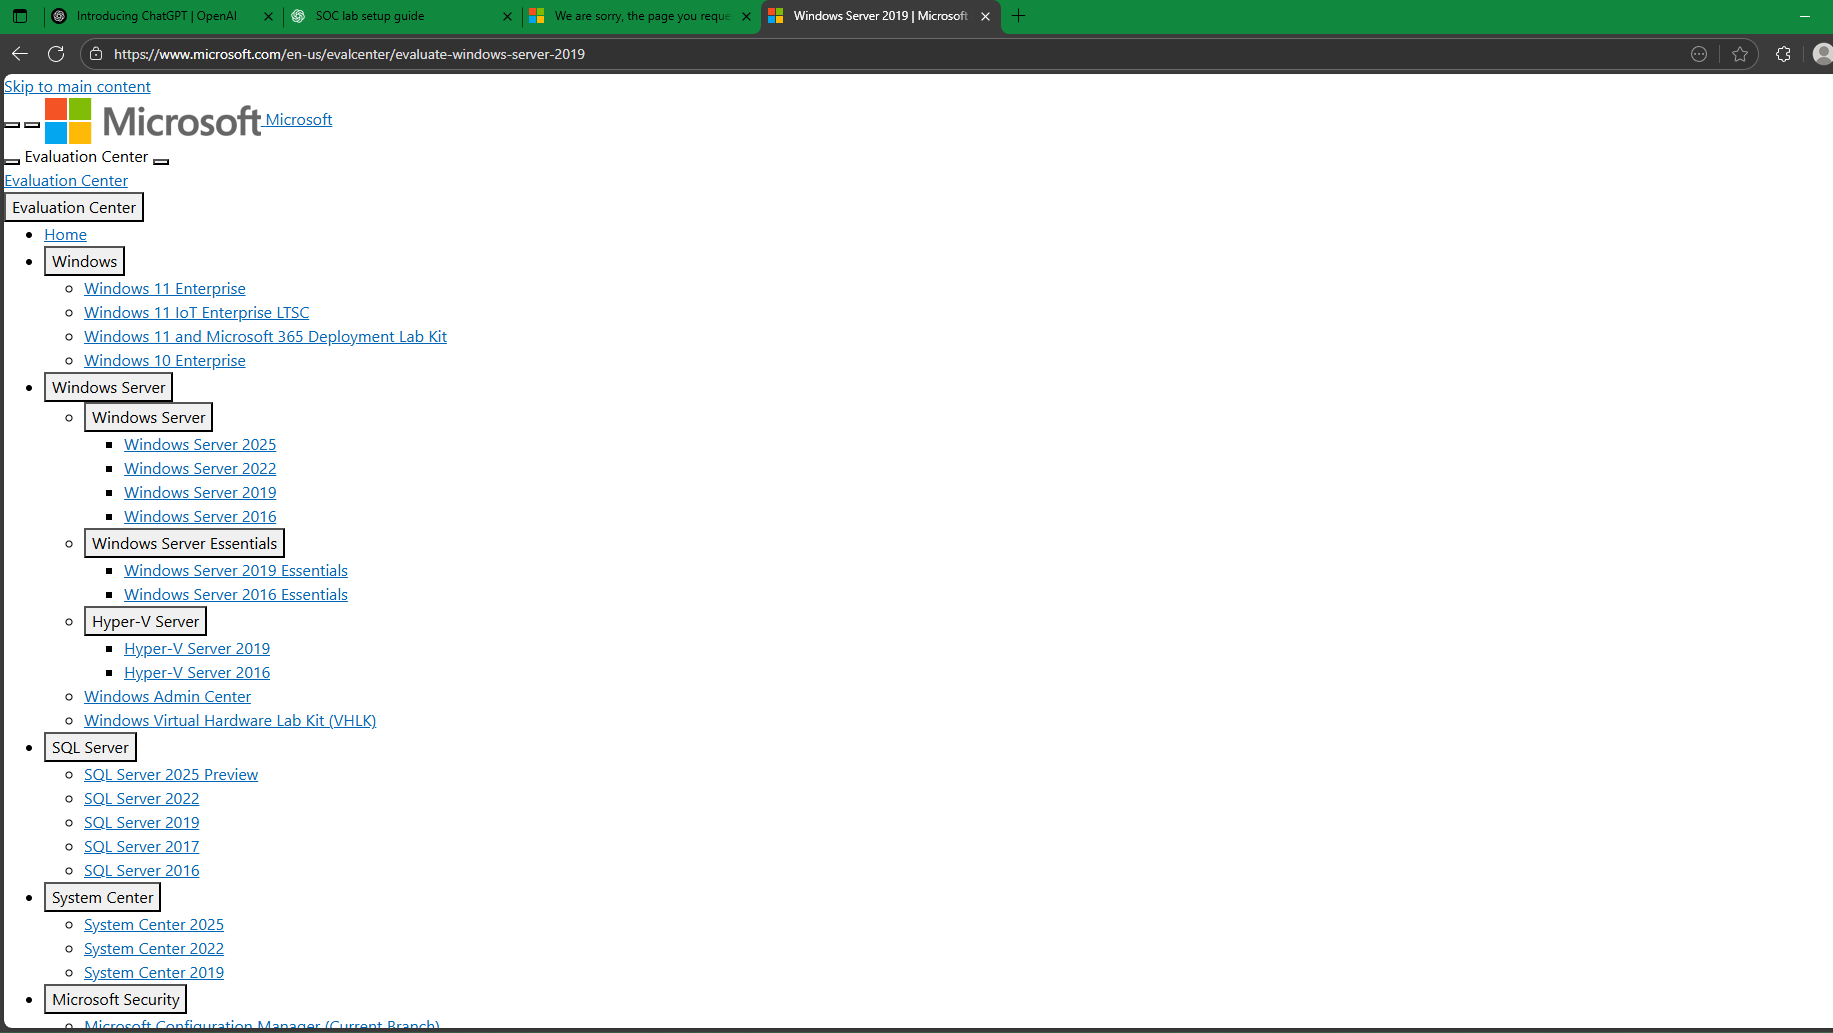 Introducing ChatGPT | OpenAI
SOC lab setup guide
We are sorry, the page you reque
Windows Server 2019 | Microsoft
https://www.microsoft.com/en-us/evalcenter/evaluate-windows-server-2019
Skip to main content
Microsoft Microsoft
Evaluation Center
Evaluation Center
Evaluation Center
Home
Windows
Windows 11 Enterprise
Windows 11 IoT Enterprise LTSC
Windows 11 and Microsoft 365 Deployment Lab Kit
Windows 10 Enterprise
Windows Server
Windows Server
Windows Server 2025
Windows Server 2022
Windows Server 2019
Windows Server 2016
Windows Server Essentials
Windows Server 2019 Essentials
Windows Server 2016 Essentials
Hyper-V Server
Hyper-V Server 2019
Hyper-V Server 2016
Windows Admin Center
Windows Virtual Hardware Lab Kit (VHLK)
SQL Server
SQL Server 2025 Preview
SQL Server 2022
SQL Server 2019
SQL Server 2017
SQL Server 2016
System Center
System Center 2025
System Center 2022
System Center 2019
Microsoft Security
Microsoft Configuration Manager (Current Branch)